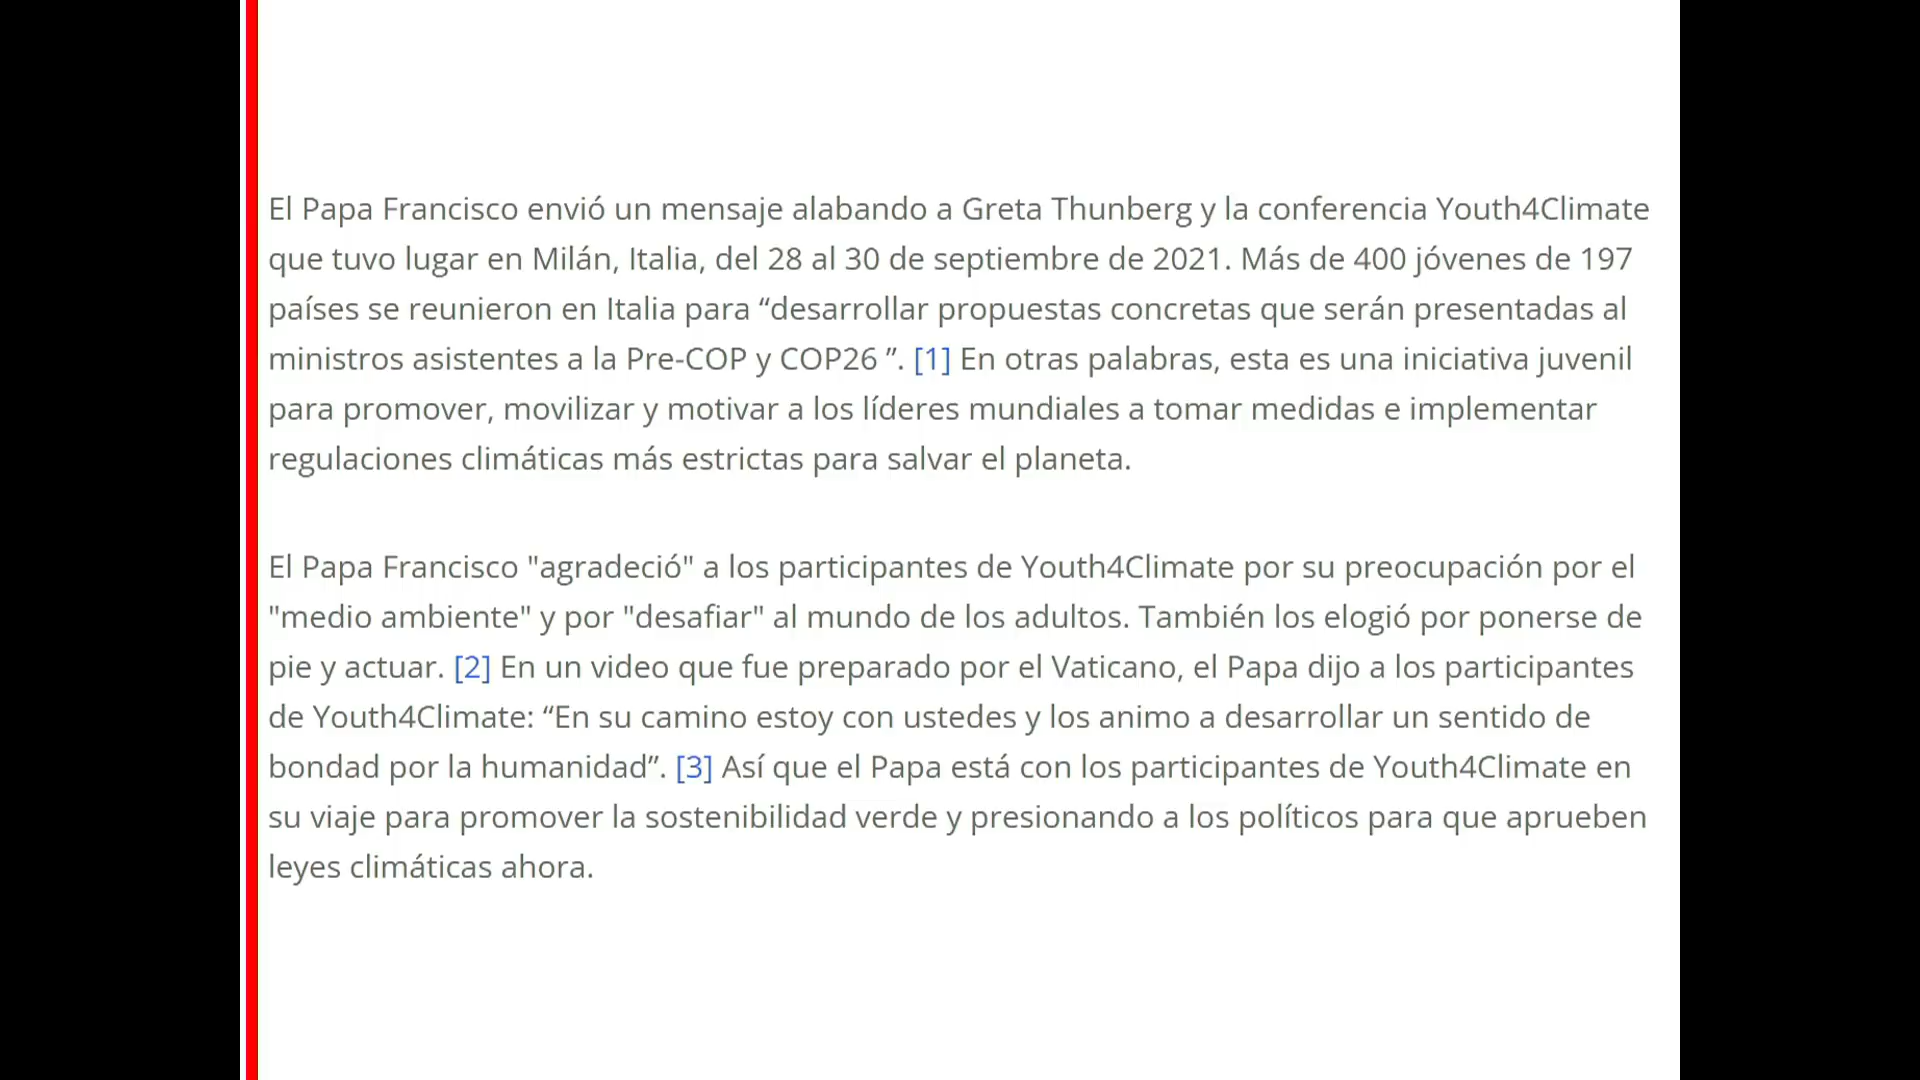 El Papa Francisco envió un mensaje alabando a Greta Thunberg y la conferencia Youth4Climate
que tuvo lugar en Milán, Italia, del 28 al 30 de septiembre de 2021. Más de 400 jóvenes de 197
países se reunieron en Italia para “desarrollar propuestas concretas que serán presentadas al
ministros asistentes a la Pre-COP y COP26 ”. [1] En otras palabras, esta es una iniciativa juvenil
para promover, movilizar y motivar a los líderes mundiales a tomar medidas e implementar
regulaciones climáticas más estrictas para salvar el planeta.
El Papa Francisco "agradeció" a los participantes de Youth4Climate por su preocupación por el
"medio ambiente" y por "desafiar" al mundo de los adultos. También los elogió por ponerse de
pie y actuar. [2] En un video que fue preparado por el Vaticano, el Papa dijo a los participantes
de Youth4Climate: “En su camino estoy con ustedes y los animo a desarrollar un sentido de
bondad por la humanidad”. [3] Así que el Papa está con los participantes de Youth4Climate en
su viaje para promover la sostenibilidad verde y presionando a los políticos para que aprueben
leyes climáticas ahora.